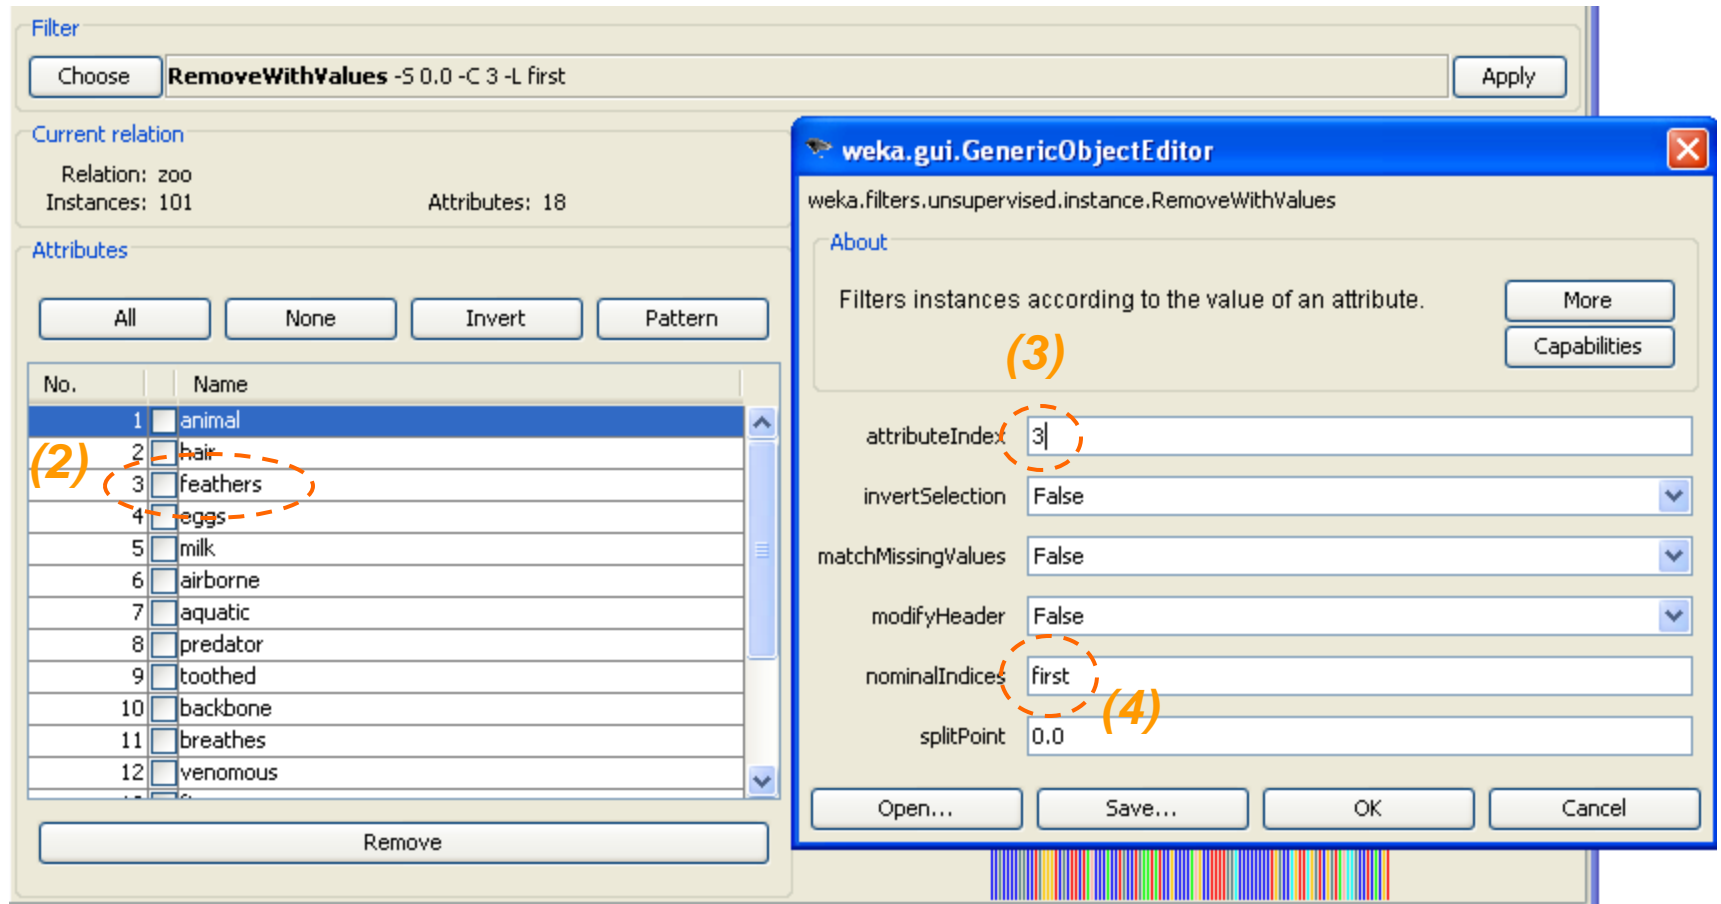 Filter
Choose RemoveWithValues -S 0.0 -C 3 -L first Apply
Current relation
Relation: zoo
Instances: 101 Attributes: 18
Attributes
All None Invert Pattern
No. Name
1 animal
2 hair
(2)
3 feathers
4 eggs
5 milk
6 airborne
7 aquatic
8 predator
9 toothed
10 backbone
11 breathes
12 venomous
Remove
weka.gui.GenericObjectEditor
weka.filters.unsupervised.instance.RemoveWithValues
About
Filters instances according to the value of an attribute.
More
Capabilities
(3)
attributeIndex 3
invertSelection False
matchMissingValues False
modifyHeader False
nominalIndices first
(4)
splitPoint 0.0
Open... Save... OK Cancel